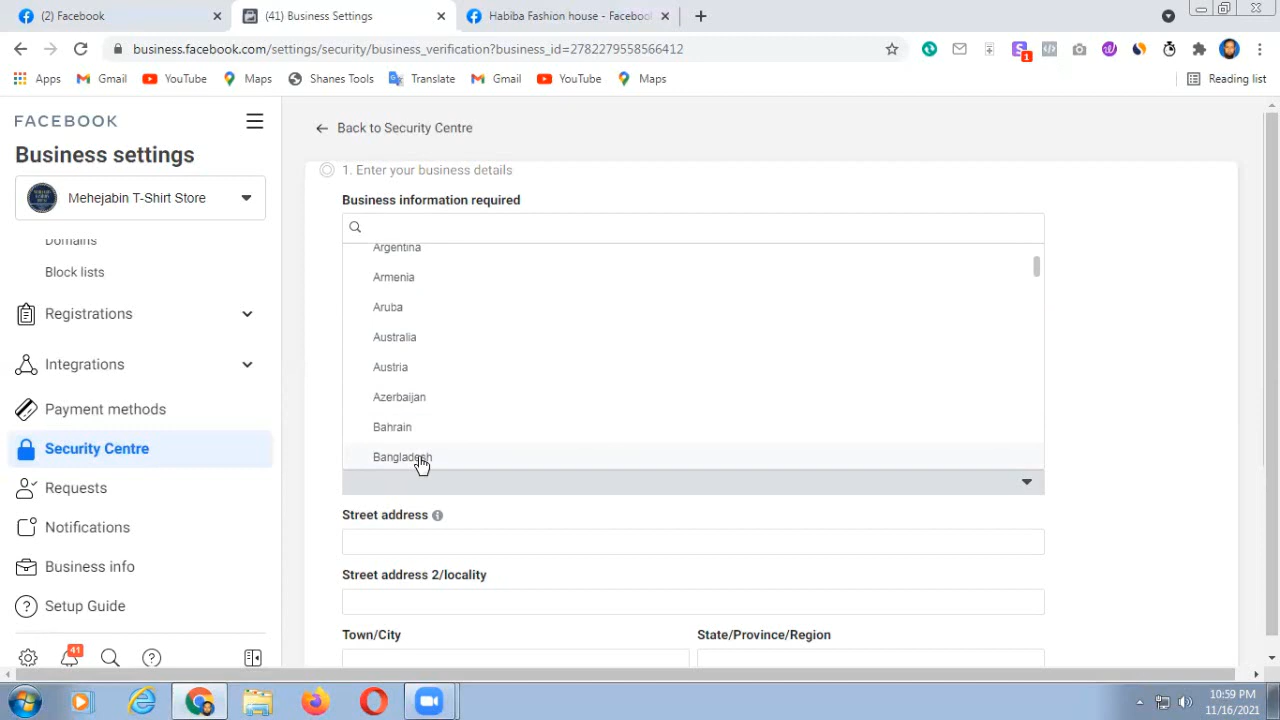 (2) Facebook
(41) Business Settings
Habiba Fashion house - Facebook
business.facebook.com/settings/security/business_verification?business_id=2782279558566412
1
Apps
Gmail
YouTube
Maps
Shanes Tools
Translate
Gmail
YouTube
Maps
Reading list
FACEBOOK
Business settings
Mehejabin T-Shirt Store
Domains
Block lists
Registrations
Integrations
Payment methods
Security Centre
Requests
Notifications
Business info
Setup Guide
41
Back to Security Centre
1. Enter your business details
Business information required
Argentina
Armenia
Aruba
Australia
Austria
Azerbaijan
Bahrain
Bangladesh
Street address
Street address 2/locality
Town/City
State/Province/Region
10:59 PM
11/16/2021